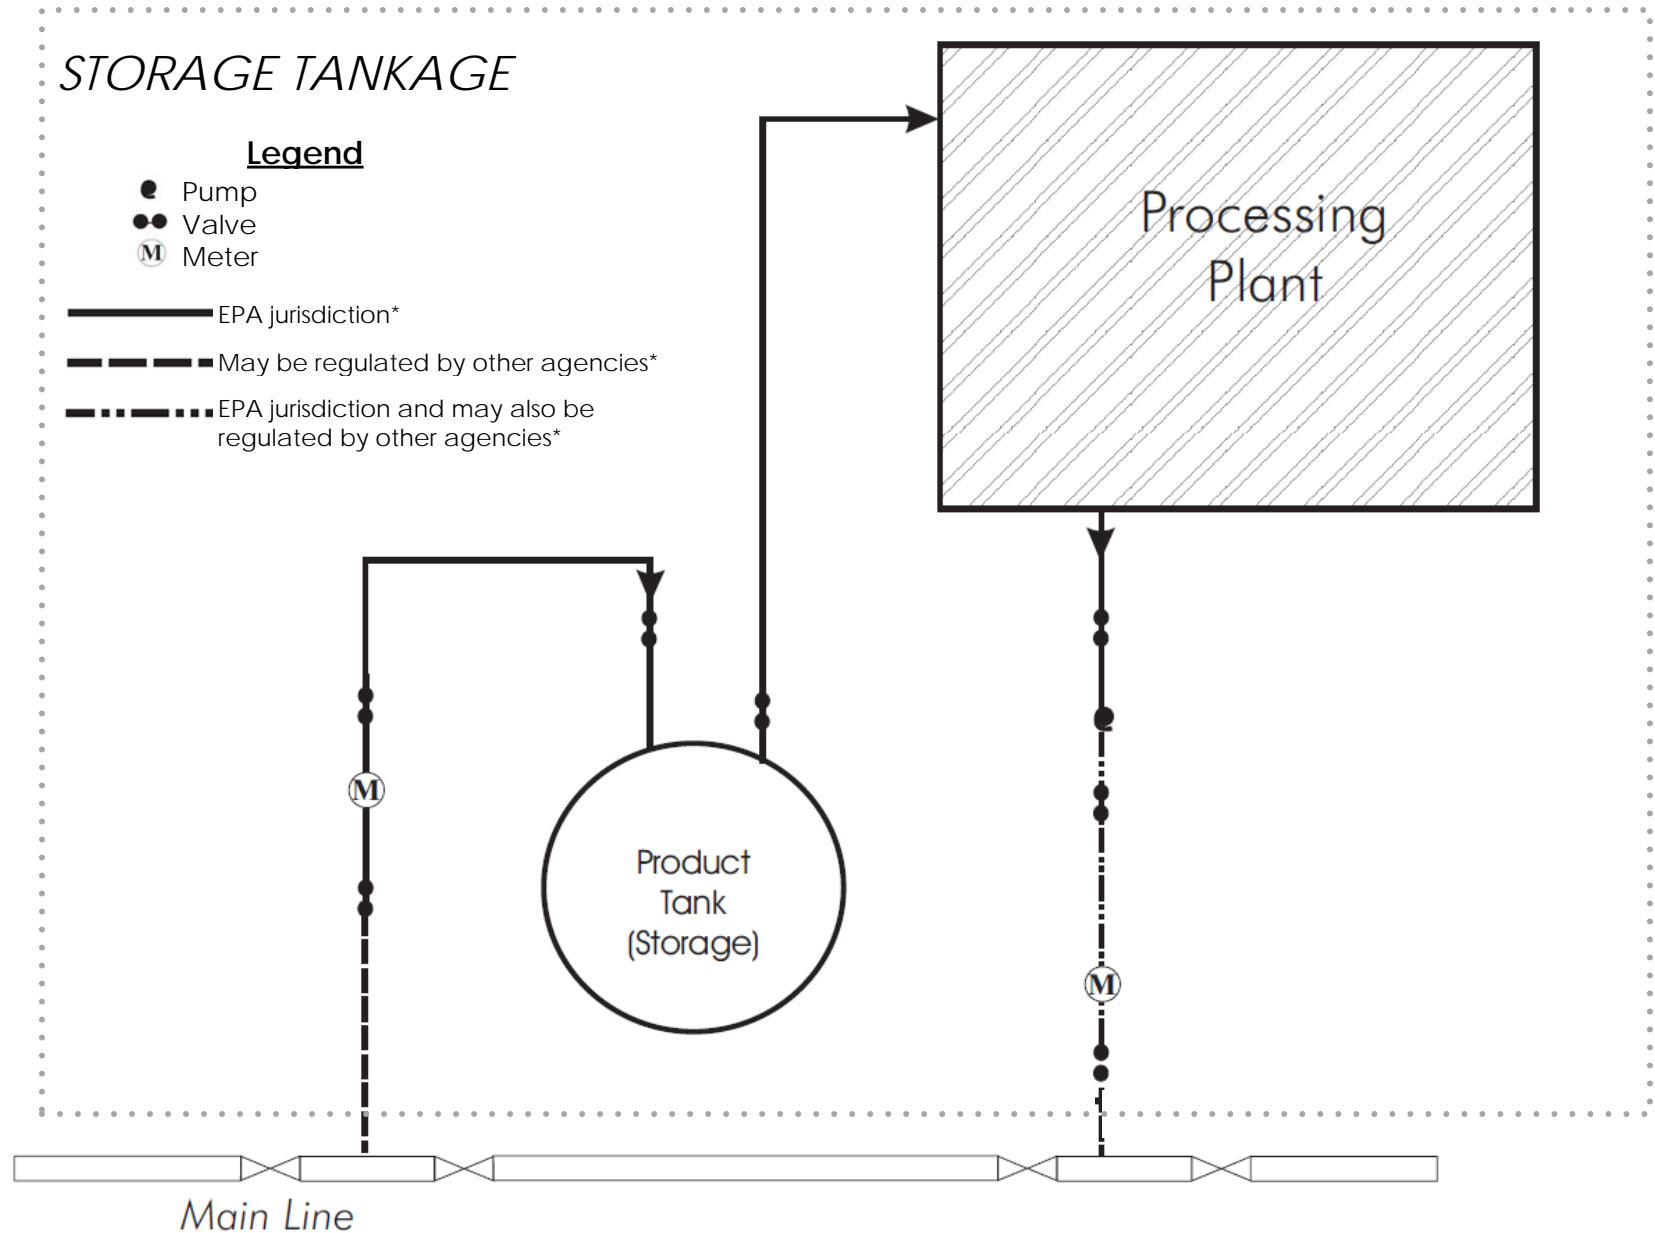 STORAGE TANKAGE
Legend
Pump
Valve
M Meter
EPA jurisdiction*
May be regulated by other agencies*
EPA jurisdiction and may also be
regulated by other agencies*
Processing
Plant
M
Product
Tank
(Storage)
M
Main Line